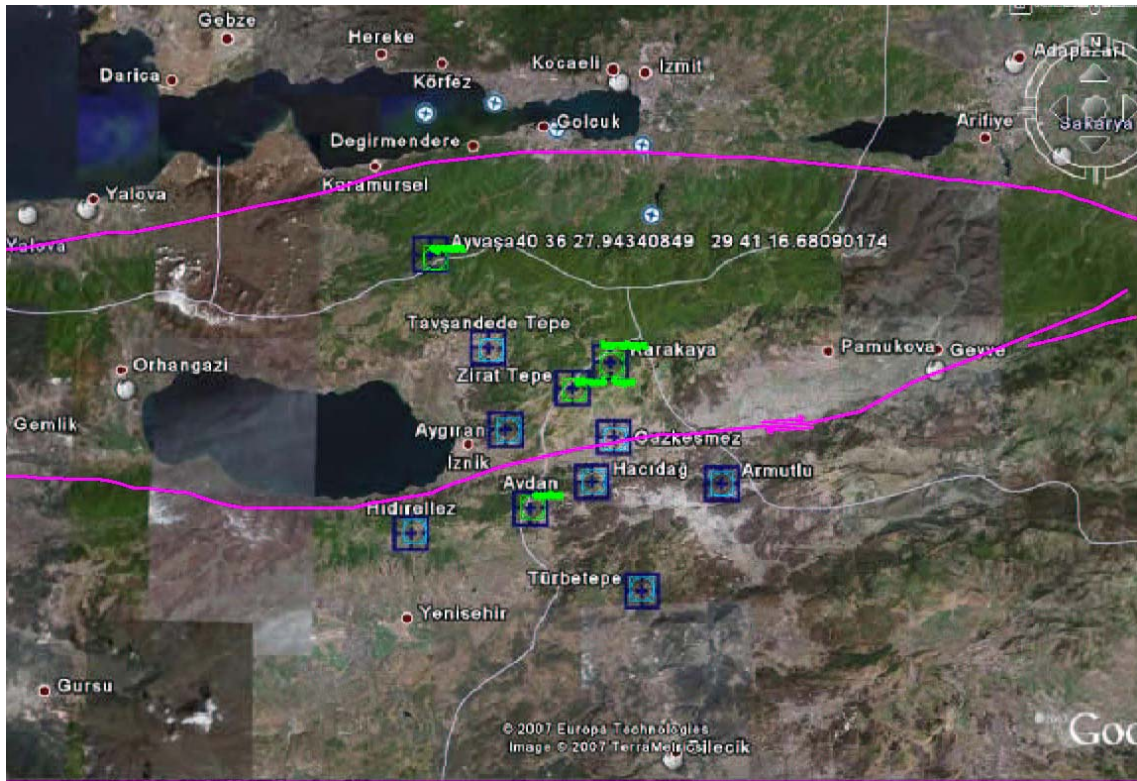 Gebze
Hereke
Kocaeli
Izmit
Adapazari
N
Darica
Körfez
Golcuk
Arifiye
Sakarya
Degirmendere
Karamursel
Yalova
Yalova
Ayvaşa40 36 27.94340849 29 41 16.68090174
Tavşandede Tepe
Karakaya
Pamukova
Geyve
Orhangazi
Zirat Tepe
Gemlik
Aygıran
Gazkesmez
Iznik
Hacıdağ
Armutlu
Avdan
Hıdırellez
Türbetepe
Yenisehir
Gursu
© 2007 Europa Technologies
Image © 2007 TerraMetrics
Bilecik
Goo